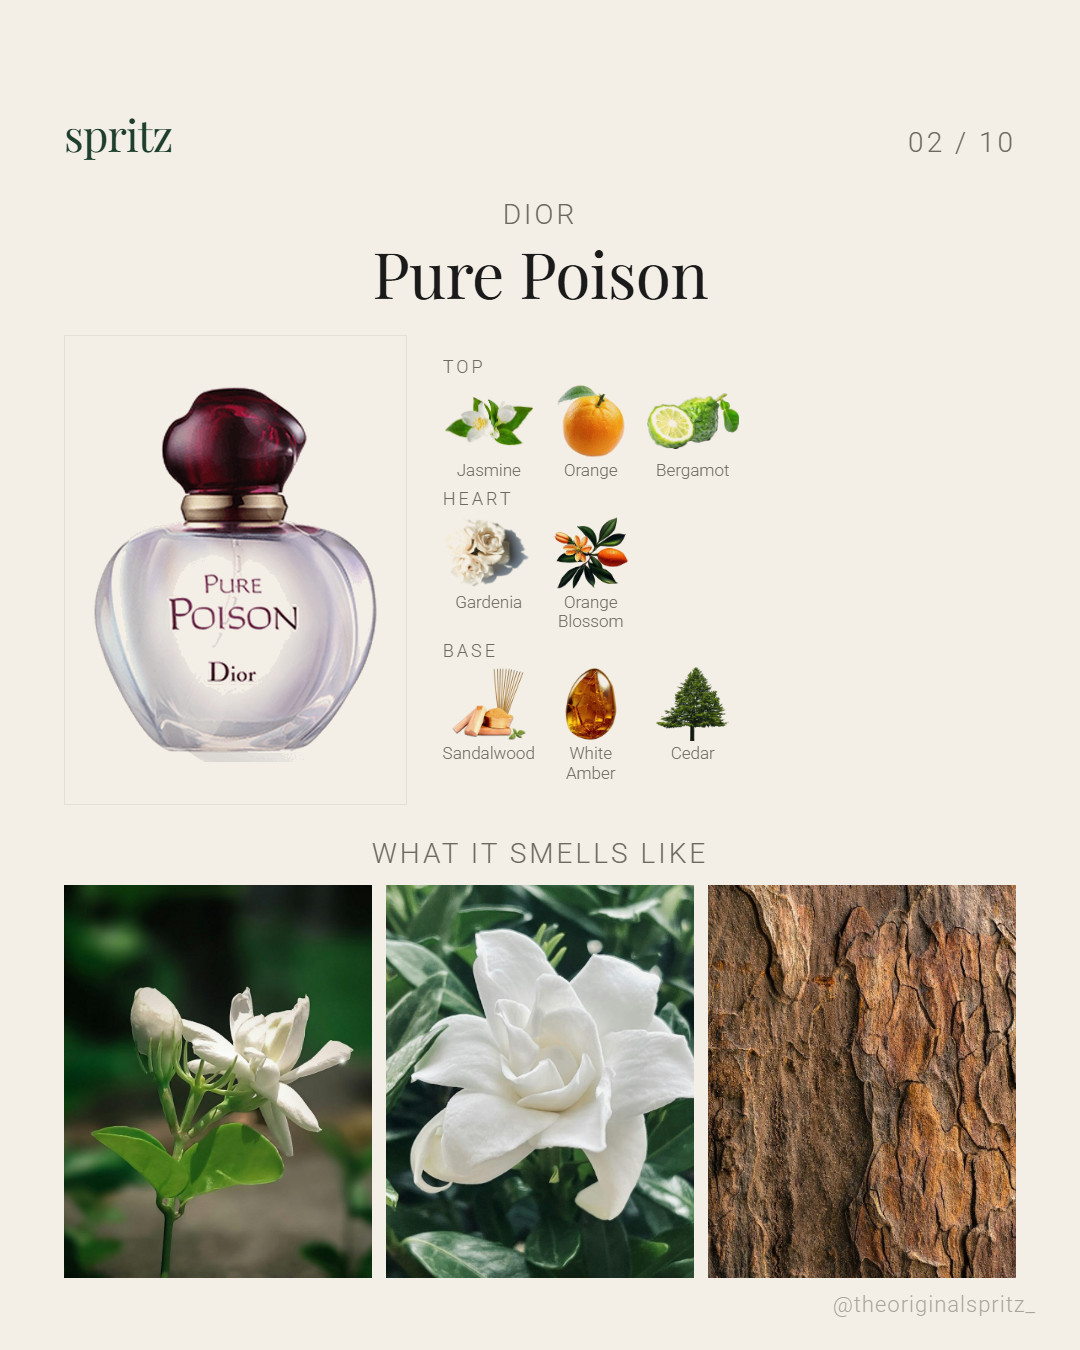 spritz
02 / 10
DIOR
Pure Poison
PURE
POISON
Dior
TOP
Jasmine Orange Bergamot
HEART
Gardenia Orange
Blossom
BASE
Sandalwood White Cedar
Amber
WHAT IT SMELLS LIKE
@theoriginalspritz_